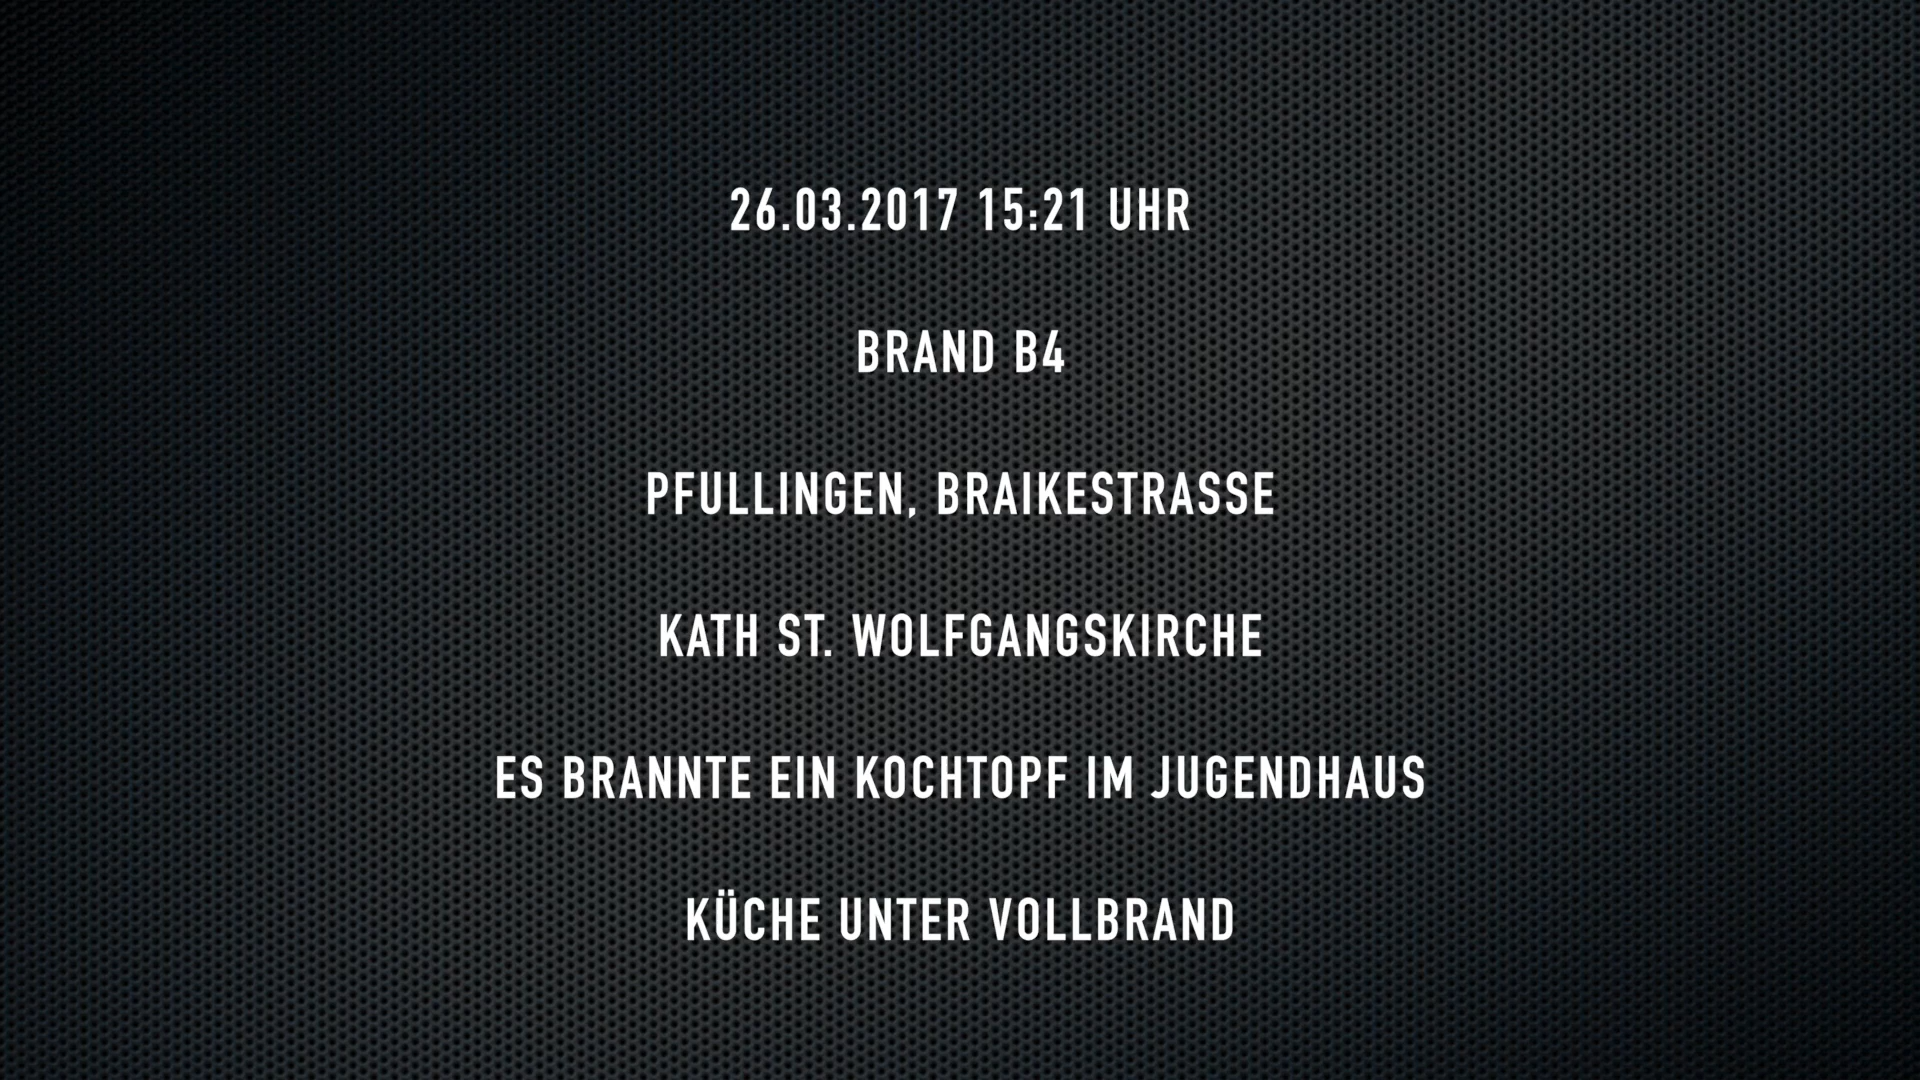 26.03.2017 15:21 UHR
BRAND B4
PFULLINGEN, BRAIKESTRASSE
KATH ST. WOLFGANGSKIRCHE
ES BRANNTE EIN KOCHTOPF IM JUGENDHAUS
KÜCHE UNTER VOLLBRAND